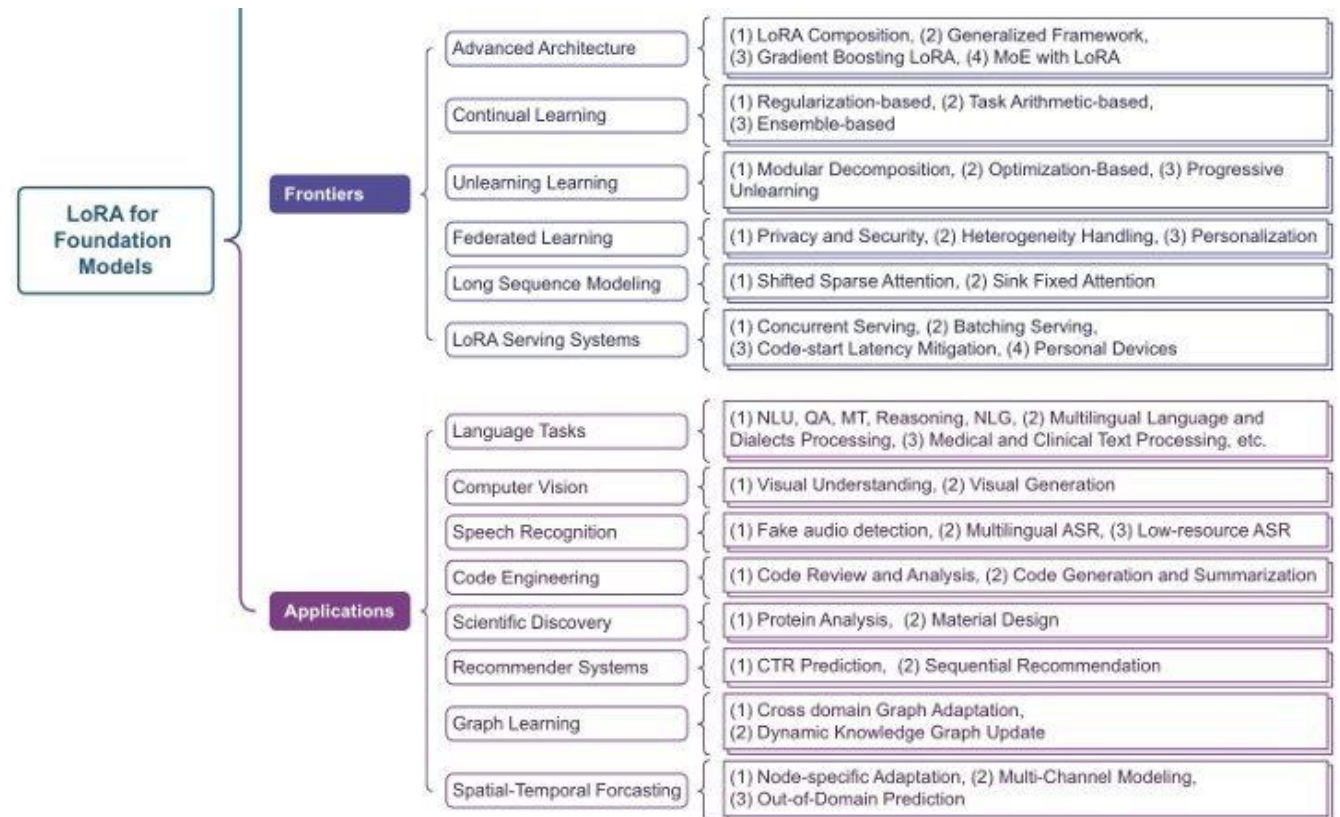 LoRA for
Foundation
Models
Frontiers
Advanced Architecture
(1) LoRA Composition, (2) Generalized Framework,
(3) Gradient Boosting LoRA, (4) MoE with LoRA
Continual Learning
(1) Regularization-based, (2) Task Arithmetic-based,
(3) Ensemble-based
Unlearning Learning
(1) Modular Decomposition, (2) Optimization-Based, (3) Progressive
Unlearning
Federated Learning
(1) Privacy and Security, (2) Heterogeneity Handling, (3) Personalization
Long Sequence Modeling
(1) Shifted Sparse Attention, (2) Sink Fixed Attention
LoRA Serving Systems
(1) Concurrent Serving, (2) Batching Serving,
(3) Code-start Latency Mitigation, (4) Personal Devices
Applications
Language Tasks
(1) NLU, QA, MT, Reasoning, NLG, (2) Multilingual Language and
Dialects Processing, (3) Medical and Clinical Text Processing, etc.
Computer Vision
(1) Visual Understanding, (2) Visual Generation
Speech Recognition
(1) Fake audio detection, (2) Multilingual ASR, (3) Low-resource ASR
Code Engineering
(1) Code Review and Analysis, (2) Code Generation and Summarization
Scientific Discovery
(1) Protein Analysis, (2) Material Design
Recommender Systems
(1) CTR Prediction, (2) Sequential Recommendation
Graph Learning
(1) Cross domain Graph Adaptation,
(2) Dynamic Knowledge Graph Update
Spatial-Temporal Forcasting
(1) Node-specific Adaptation, (2) Multi-Channel Modeling,
(3) Out-of-Domain Prediction